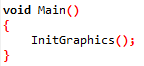 void Main()
{
    InitGraphics();
}